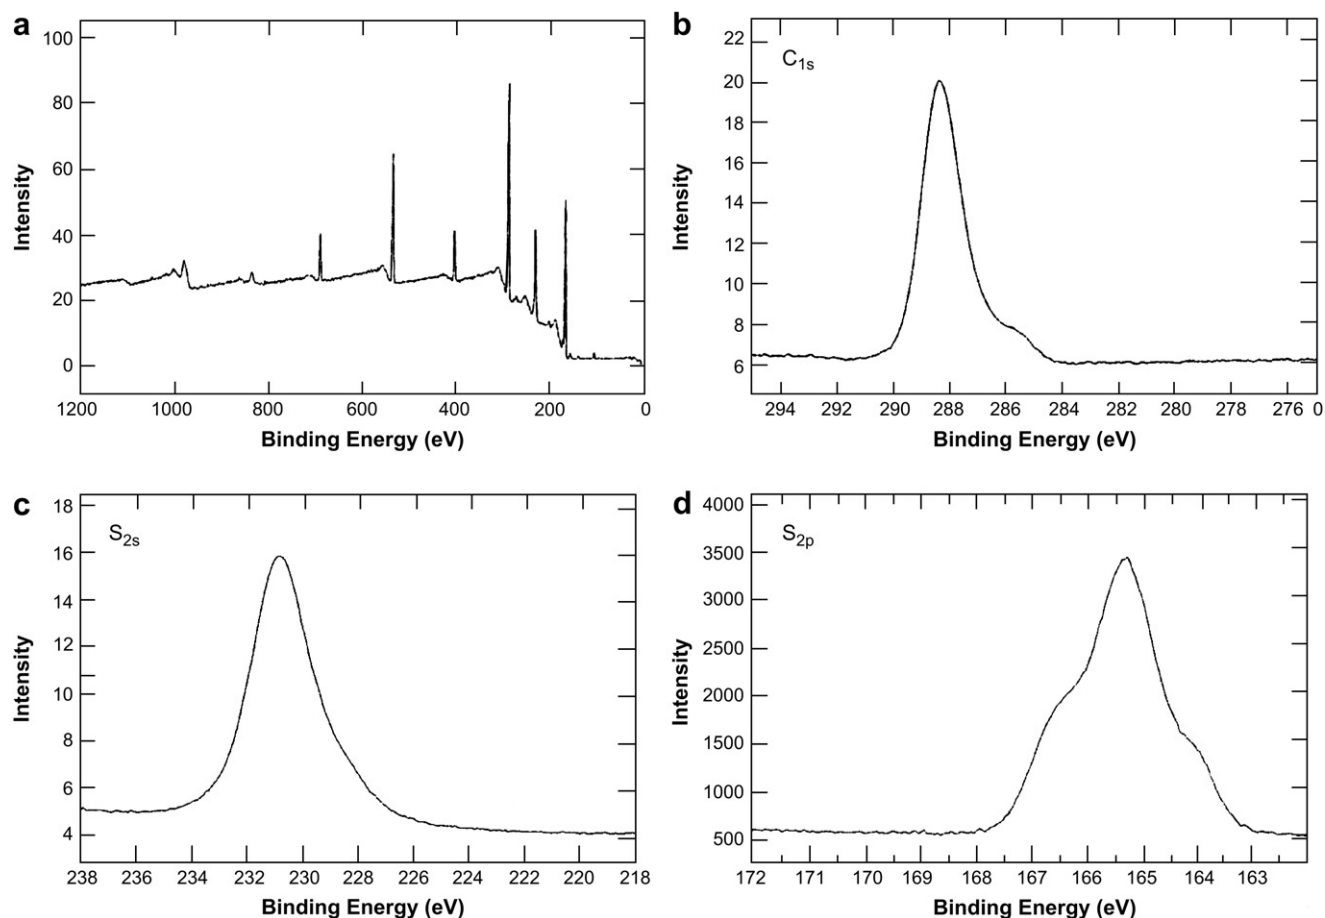 a
100
80
60
40
20
0
Intensity
1200 1000 800 600 400 200 0
Binding Energy (eV)
b
C1s
22
20
18
16
14
12
10
8
6
Intensity
294 292 290 288 286 284 282 280 278 276 0
Binding Energy (eV)
c
S2s
18
16
14
12
10
8
6
4
Intensity
238 236 234 232 230 228 226 224 222 220 218
Binding Energy (eV)
d
S2p
4000
3500
3000
2500
2000
1500
1000
500
Intensity
172 171 170 169 168 167 166 165 164 163
Binding Energy (eV)